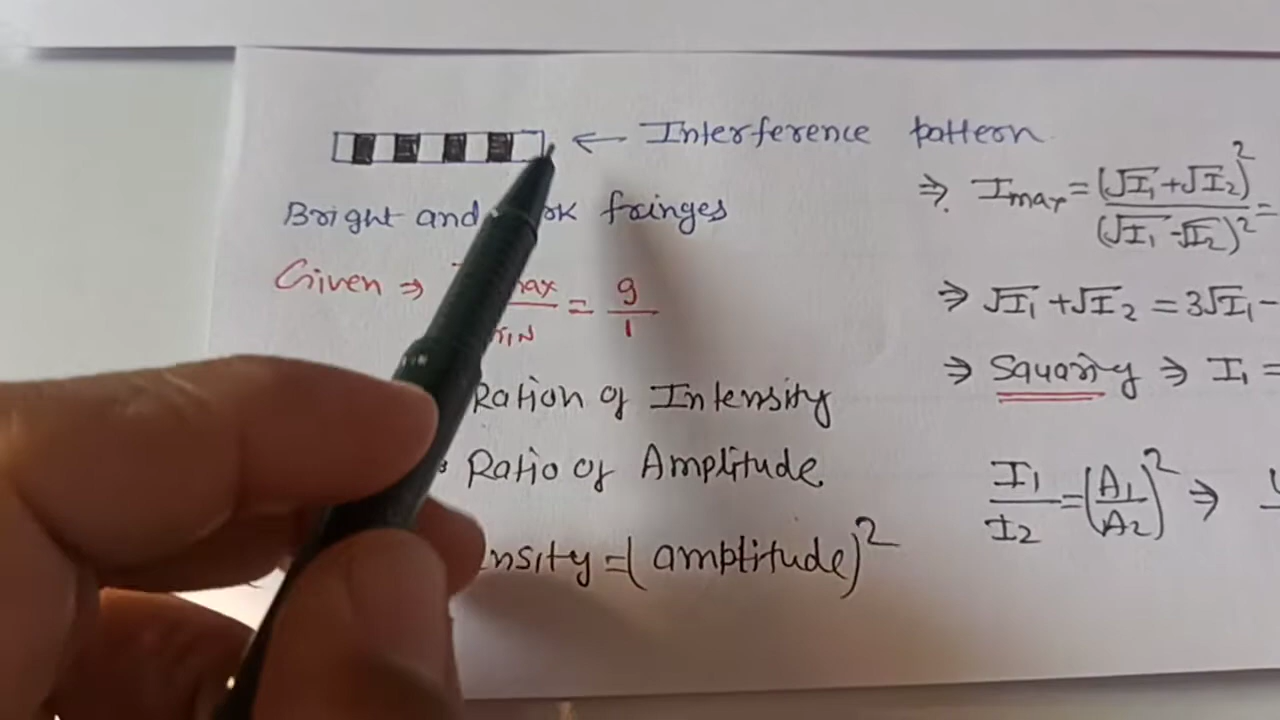 ← Interference pattern
Bright and fringes
Given ⇒ = 9/1
Ration of Intensity
Ratio of Amplitude
=(amplitude)²
⇒ Imax = (√I₁+√I₂)²/(√I₁-√I₂)² =
⇒ √I₁ + √I₂ = 3√I₁ -
⇒ Squaring ⇒ I₁ =
I₁/I₂ = (A₁/A₂)² ⇒